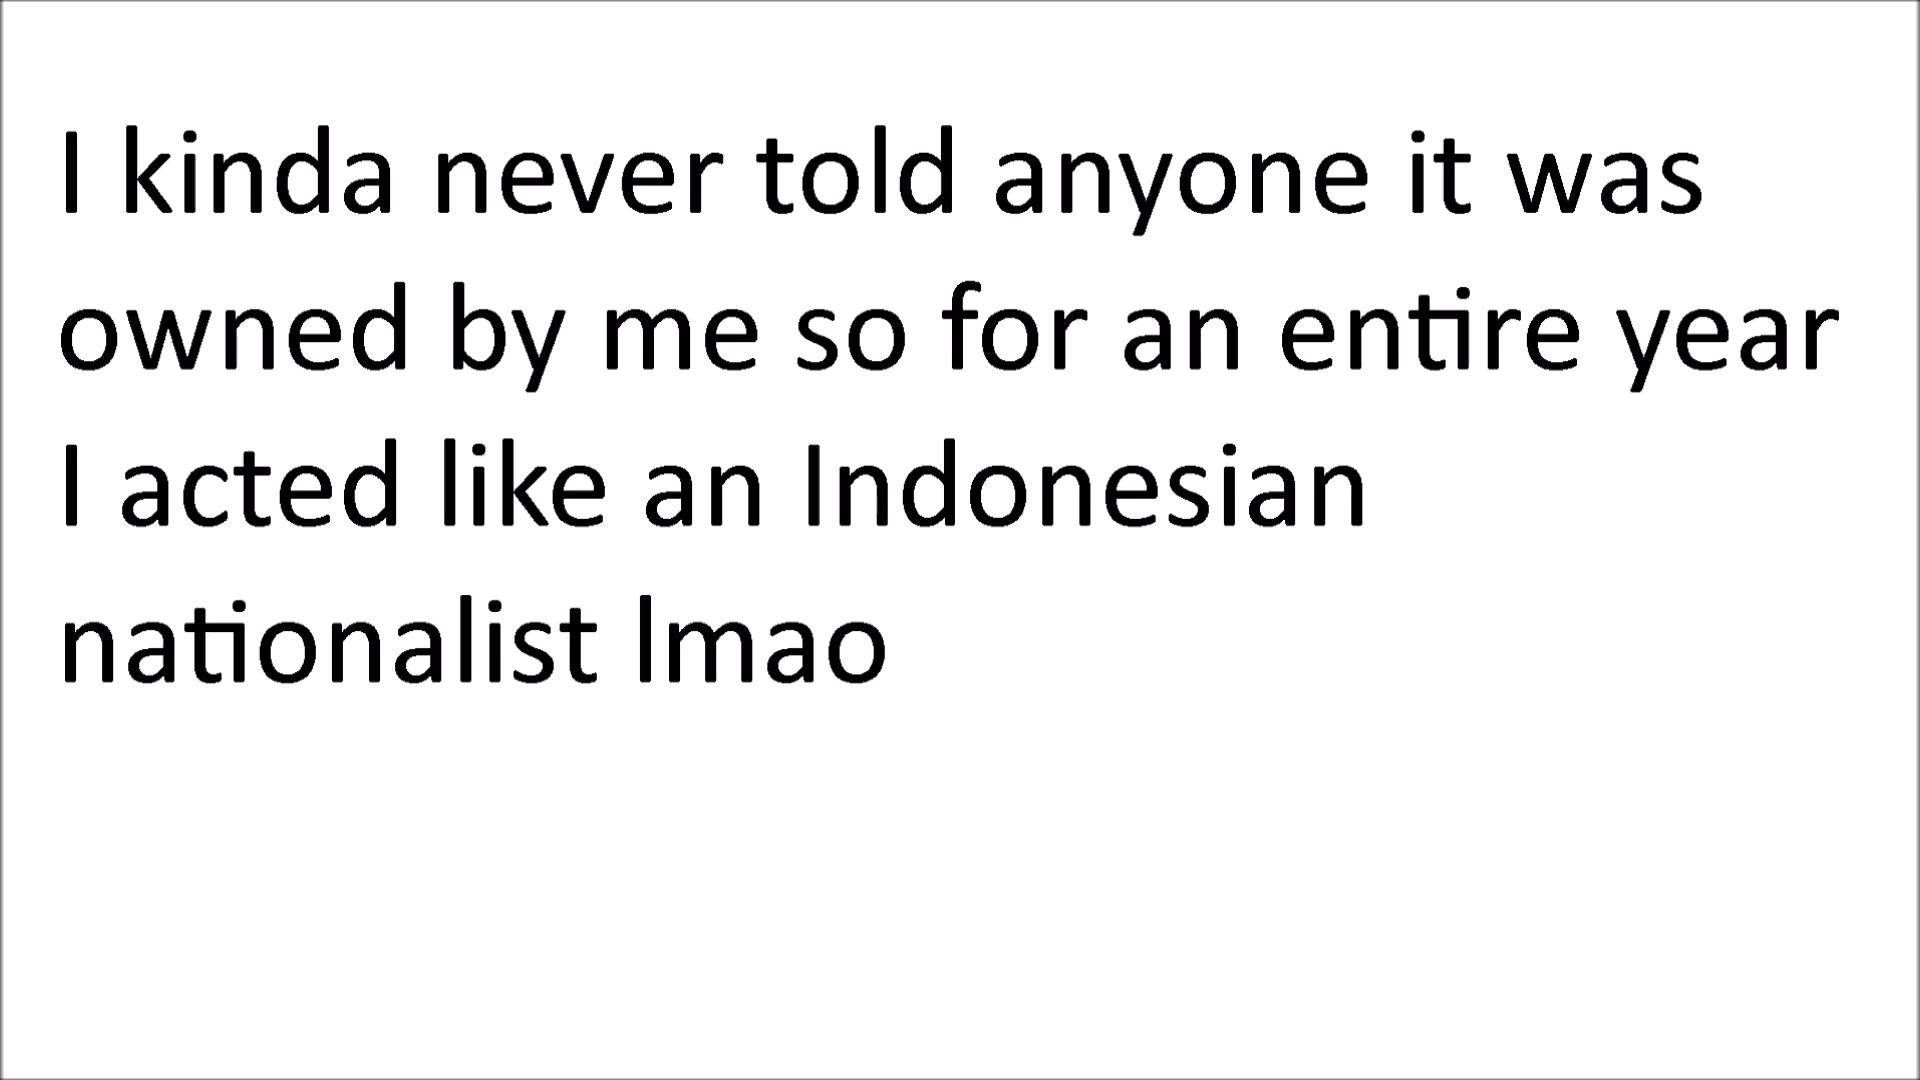 I kinda never told anyone it was
owned by me so for an entire year
I acted like an Indonesian
nationalist lmao